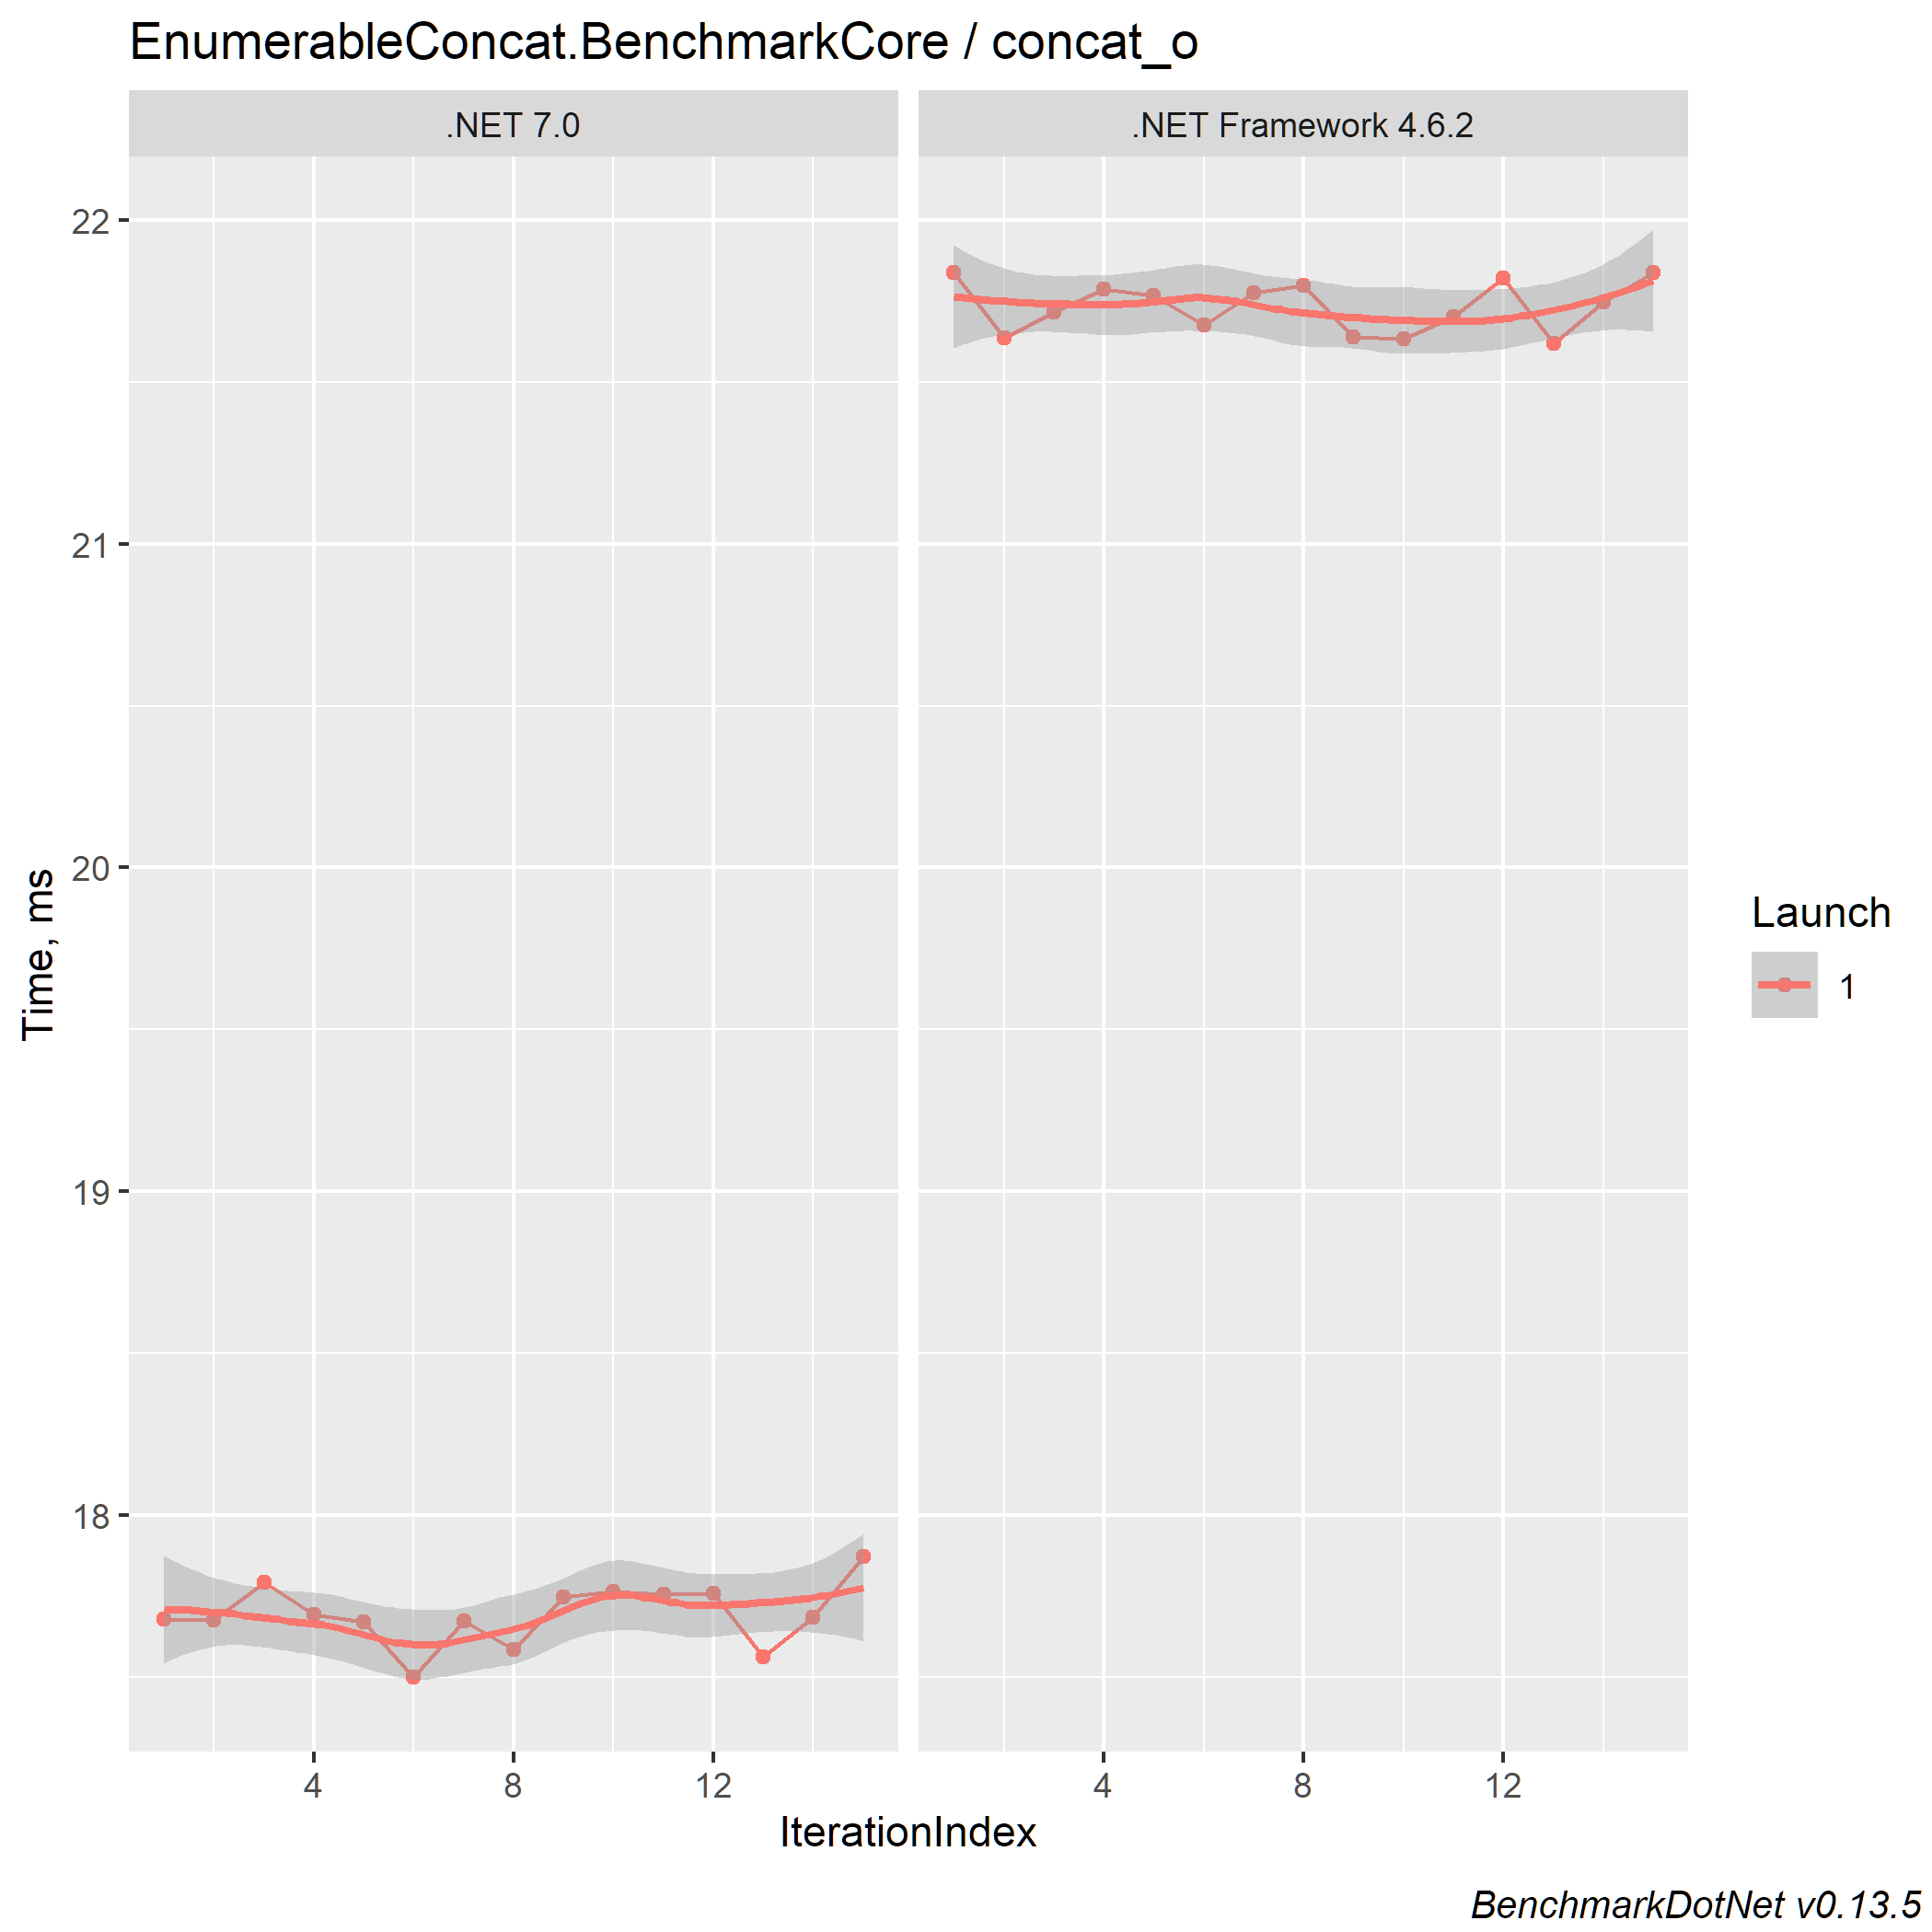 EnumerableConcat.BenchmarkCore / concat_o
.NET 7.0
.NET Framework 4.6.2
22
21
20
19
18
Time, ms
4
8
12
4
8
12
IterationIndex
Launch
1
BenchmarkDotNet v0.13.5